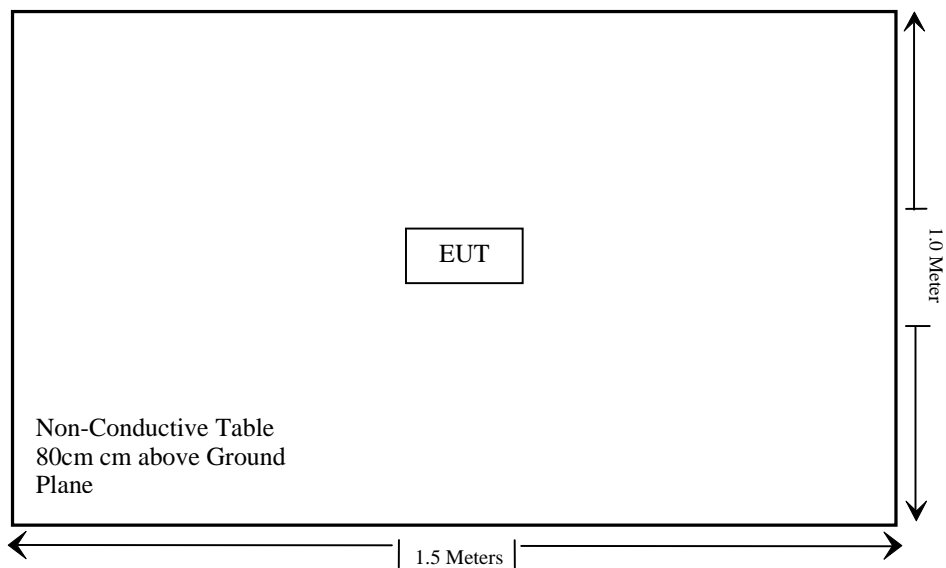 EUT
1.0 Meter
Non-Conductive Table
80cm cm above Ground
Plane
1.5 Meters